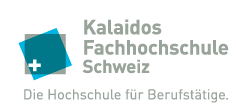 Kalaidos
Fachhochschule
Schweiz
Die Hochschule für Berufstätige.